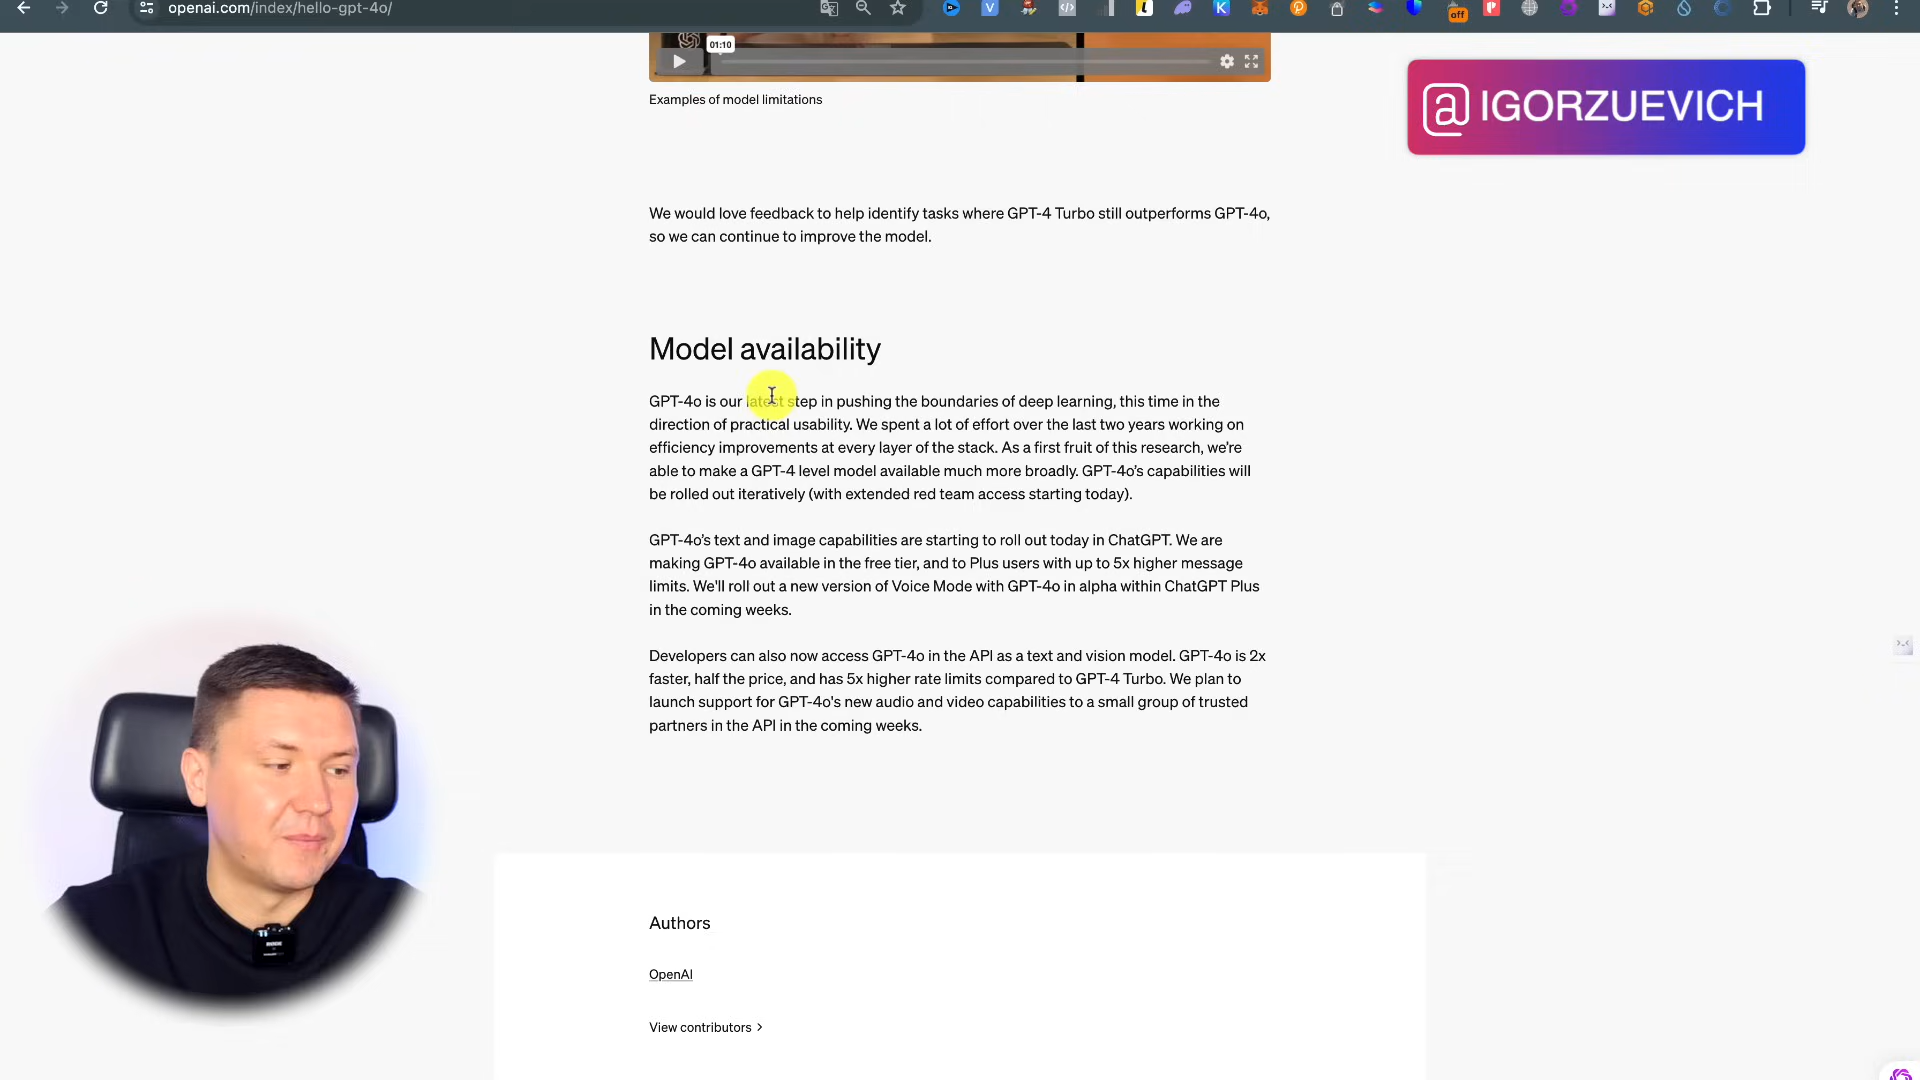 openai.com/index/hello-gpt-4o/
off
01:10
Examples of model limitations
@IGORZUEVICH
We would love feedback to help identify tasks where GPT-4 Turbo still outperforms GPT-4o,
so we can continue to improve the model.
Model availability
GPT-4o is our latest step in pushing the boundaries of deep learning, this time in the
direction of practical usability. We spent a lot of effort over the last two years working on
efficiency improvements at every layer of the stack. As a first fruit of this research, we're
able to make a GPT-4 level model available much more broadly. GPT-4o's capabilities will
be rolled out iteratively (with extended red team access starting today).
GPT-4o's text and image capabilities are starting to roll out today in ChatGPT. We are
making GPT-4o available in the free tier, and to Plus users with up to 5x higher message
limits. We'll roll out a new version of Voice Mode with GPT-4o in alpha within ChatGPT Plus
in the coming weeks.
Developers can also now access GPT-4o in the API as a text and vision model. GPT-4o is 2x
faster, half the price, and has 5x higher rate limits compared to GPT-4 Turbo. We plan to
launch support for GPT-4o's new audio and video capabilities to a small group of trusted
partners in the API in the coming weeks.
Authors
OpenAI
View contributors >